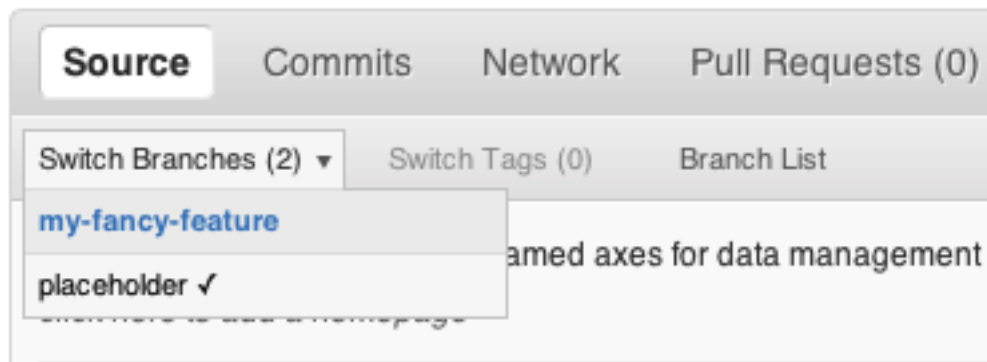 Source Commits Network Pull Requests (0)
Switch Branches (2) ▼ Switch Tags (0) Branch List
my-fancy-feature
amed axes for data management
placeholder ✓